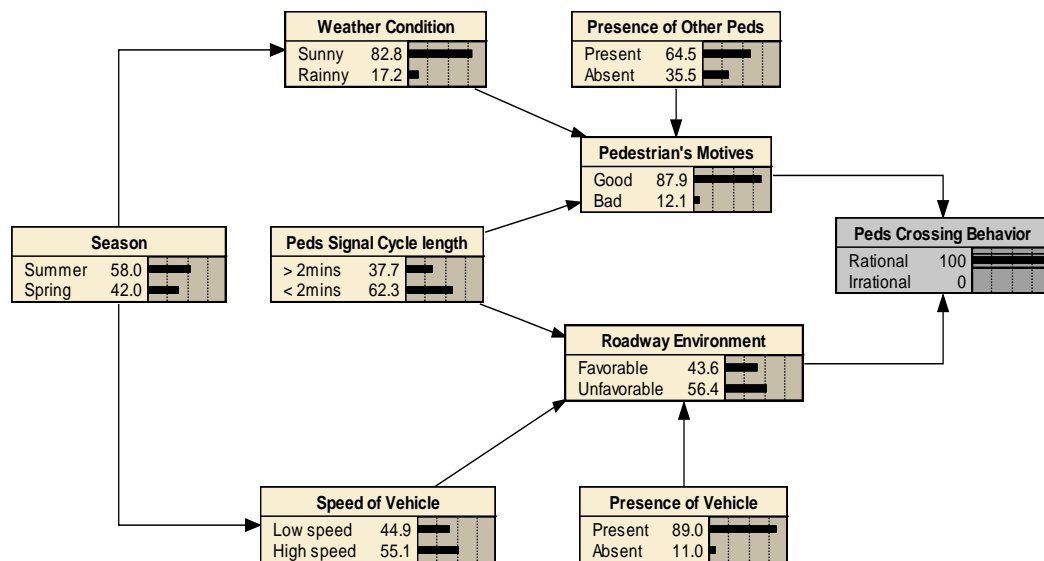 Weather Condition
Sunny 82.8
Rainny 17.2
Presence of Other Peds
Present 64.5
Absent 35.5
Pedestrian's Motives
Good 87.9
Bad 12.1
Season
Summer 58.0
Spring 42.0
Peds Signal Cycle length
> 2mins 37.7
< 2mins 62.3
Peds Crossing Behavior
Rational 100
Irrational 0
Roadway Environment
Favorable 43.6
Unfavorable 56.4
Speed of Vehicle
Low speed 44.9
High speed 55.1
Presence of Vehicle
Present 89.0
Absent 11.0